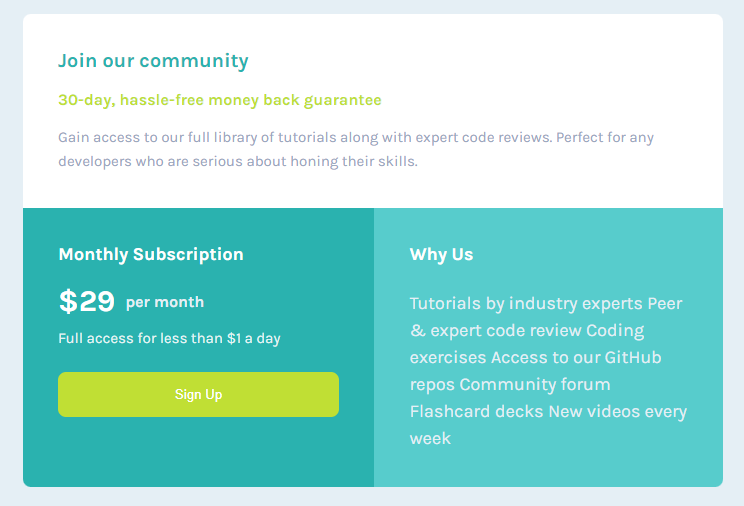 Join our community
30-day, hassle-free money back guarantee
Gain access to our full library of tutorials along with expert code reviews. Perfect for any
developers who are serious about honing their skills.
Monthly Subscription
$29 per month
Full access for less than $1 a day
Sign Up
Why Us
Tutorials by industry experts Peer
& expert code review Coding
exercises Access to our GitHub
repos Community forum
Flashcard decks New videos every
week